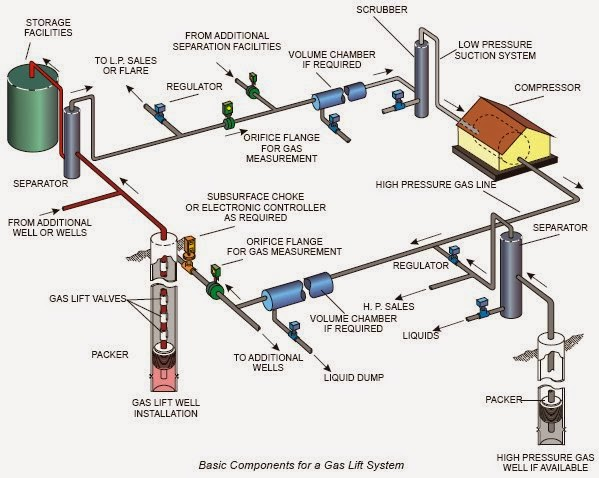 SCRUBBER
STORAGE
FACILITIES
FROM ADDITIONAL
SEPARATION FACILITIES
LOW PRESSURE
SUCTION SYSTEM
VOLUME CHAMBER
IF REQUIRED
TO L.P. SALES
OR FLARE
REGULATOR
COMPRESSOR
ORIFICE FLANGE
FOR GAS
MEASUREMENT
SEPARATOR
HIGH PRESSURE GAS LINE
SUBSURFACE CHOKE
OR ELECTRONIC CONTROLLER
AS REQUIRED
FROM ADDITIONAL
WELL OR WELLS
SEPARATOR
ORIFICE FLANGE
FOR GAS MEASUREMENT
REGULATOR
GAS LIFT VALVES
H. P. SALES
VOLUME CHAMBER
IF REQUIRED
LIQUIDS
PACKER
TO ADDITIONAL
WELLS
LIQUID DUMP
GAS LIFT WELL
INSTALLATION
PACKER
HIGH PRESSURE GAS
WELL IF AVAILABLE
Basic Components for a Gas Lift System